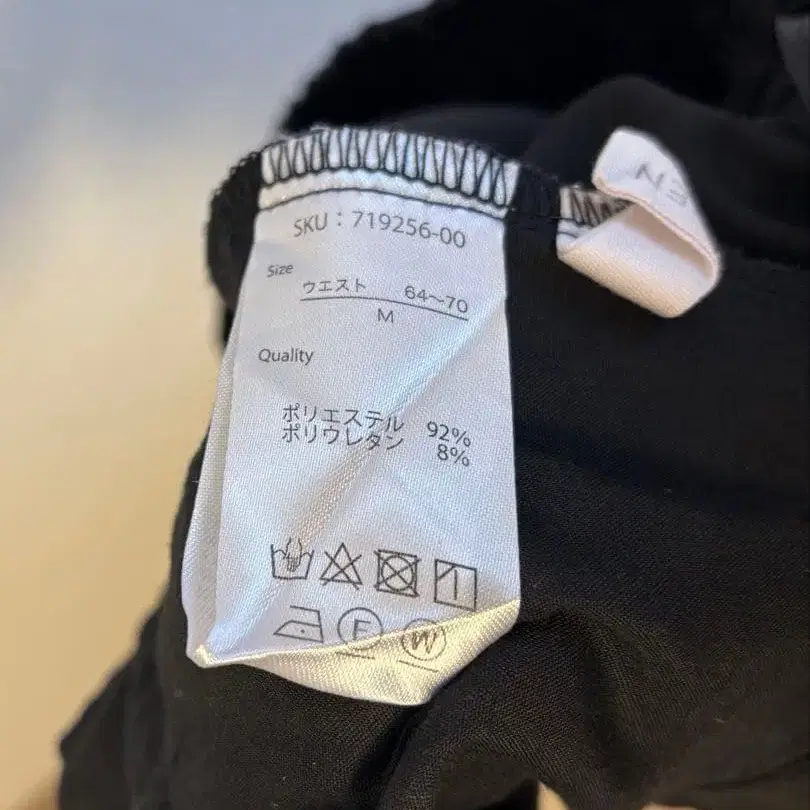 SKU：719256-00
Size
ウエスト 64～70
M
Quality
ポリエステル 92%
ポリウレタン 8%
F
W